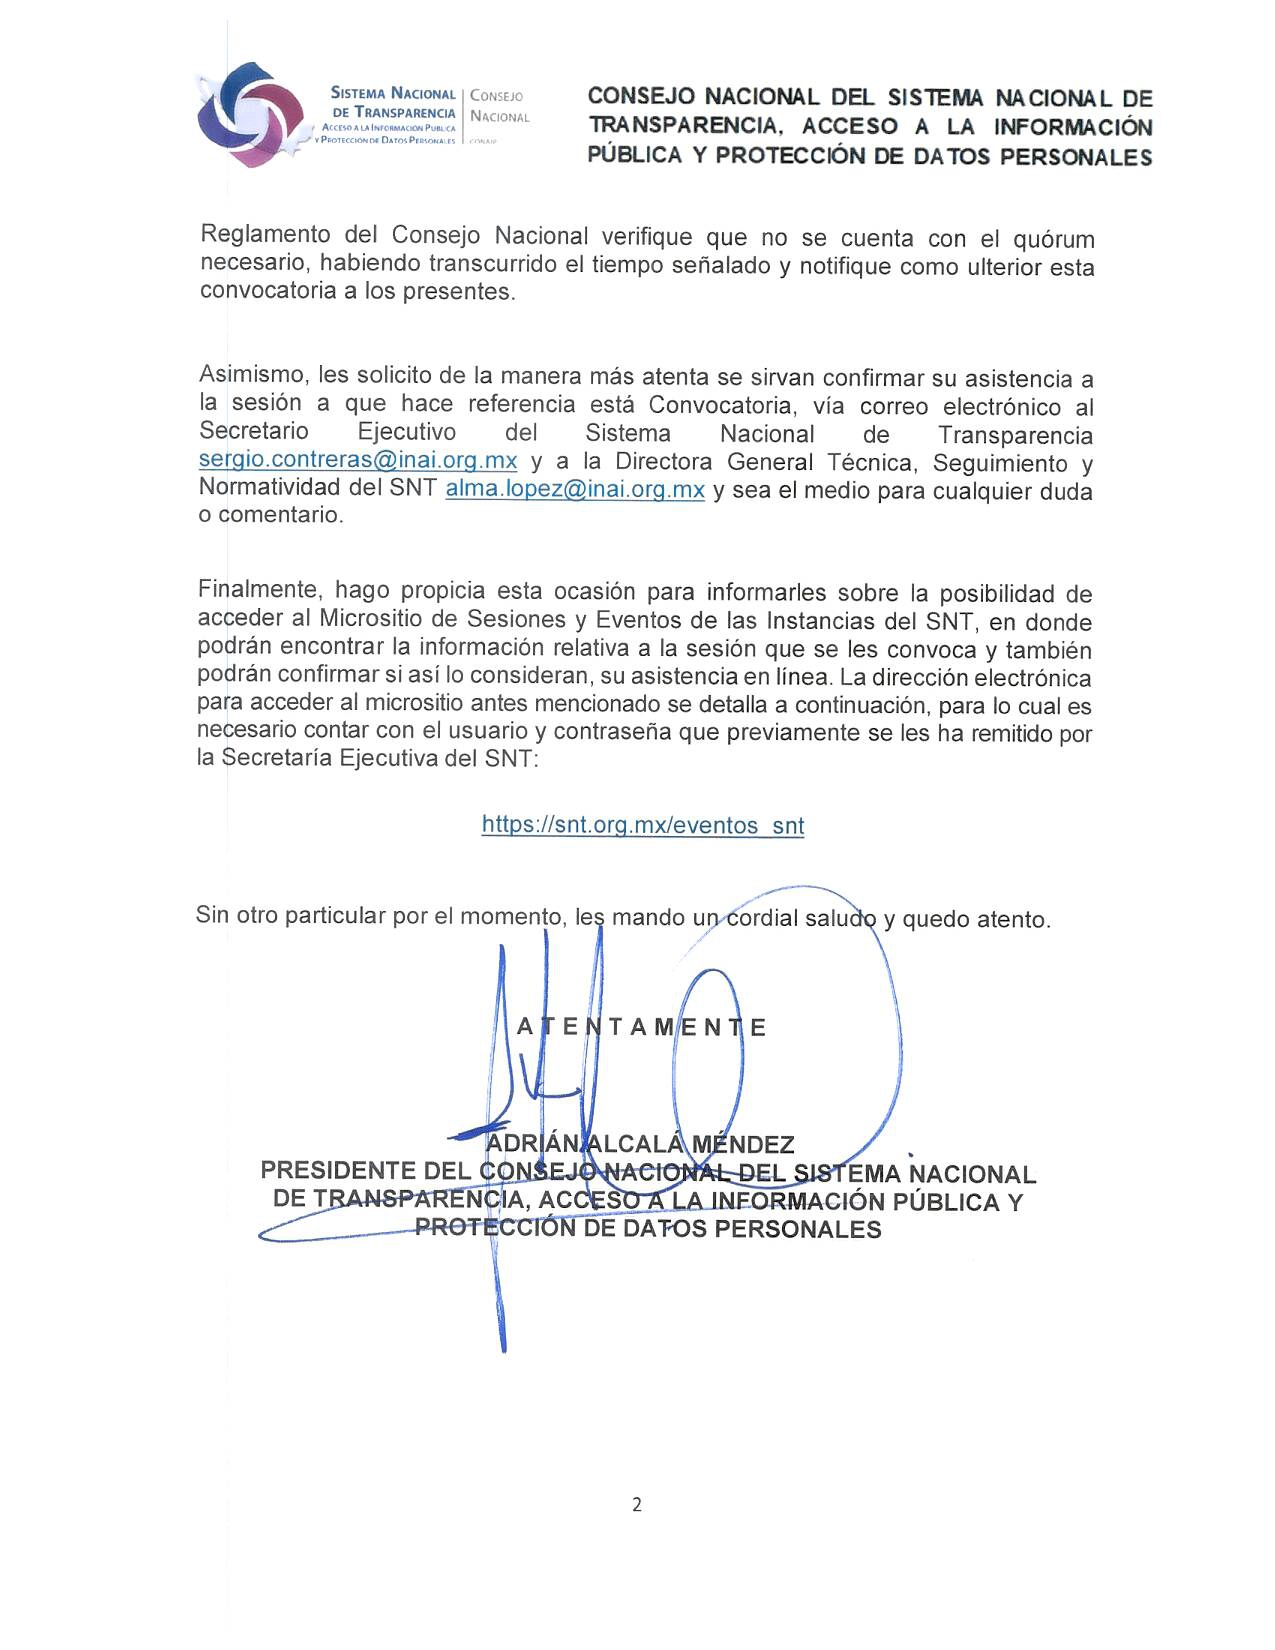 SISTEMA NACIONAL
DE TRANSPARENCIA
ACCESO A LA INFORMACIÓN PÚBLICA
Y PROTECCIÓN DE DATOS PERSONALES
CONSEJO
NACIONAL
CONAIP
CONSEJO NACIONAL DEL SISTEMA NACIONAL DE
TRANSPARENCIA, ACCESO A LA INFORMACIÓN
PÚBLICA Y PROTECCIÓN DE DATOS PERSONALES
Reglamento del Consejo Nacional verifique que no se cuenta con el quórum
necesario, habiendo transcurrido el tiempo señalado y notifique como ulterior esta
convocatoria a los presentes.
Asimismo, les solicito de la manera más atenta se sirvan confirmar su asistencia a
la sesión a que hace referencia está Convocatoria, vía correo electrónico al
Secretario Ejecutivo del Sistema Nacional de Transparencia
sergio.contreras@inai.org.mx y a la Directora General Técnica, Seguimiento y
Normatividad del SNT alma.lopez@inai.org.mx y sea el medio para cualquier duda
o comentario.
Finalmente, hago propicia esta ocasión para informarles sobre la posibilidad de
acceder al Micrositio de Sesiones y Eventos de las Instancias del SNT, en donde
podrán encontrar la información relativa a la sesión que se les convoca y también
podrán confirmar si así lo consideran, su asistencia en línea. La dirección electrónica
para acceder al micrositio antes mencionado se detalla a continuación, para lo cual es
necesario contar con el usuario y contraseña que previamente se les ha remitido por
la Secretaría Ejecutiva del SNT:
https://snt.org.mx/eventos_snt
Sin otro particular por el momento, les mando un cordial saludo y quedo atento.
A T E N T A M E N T E
ADRIÁN ALCALÁ MÉNDEZ
PRESIDENTE DEL CONSEJO NACIONAL DEL SISTEMA NACIONAL
DE TRANSPARENCIA, ACCESO A LA INFORMACIÓN PÚBLICA Y
PROTECCIÓN DE DATOS PERSONALES
2